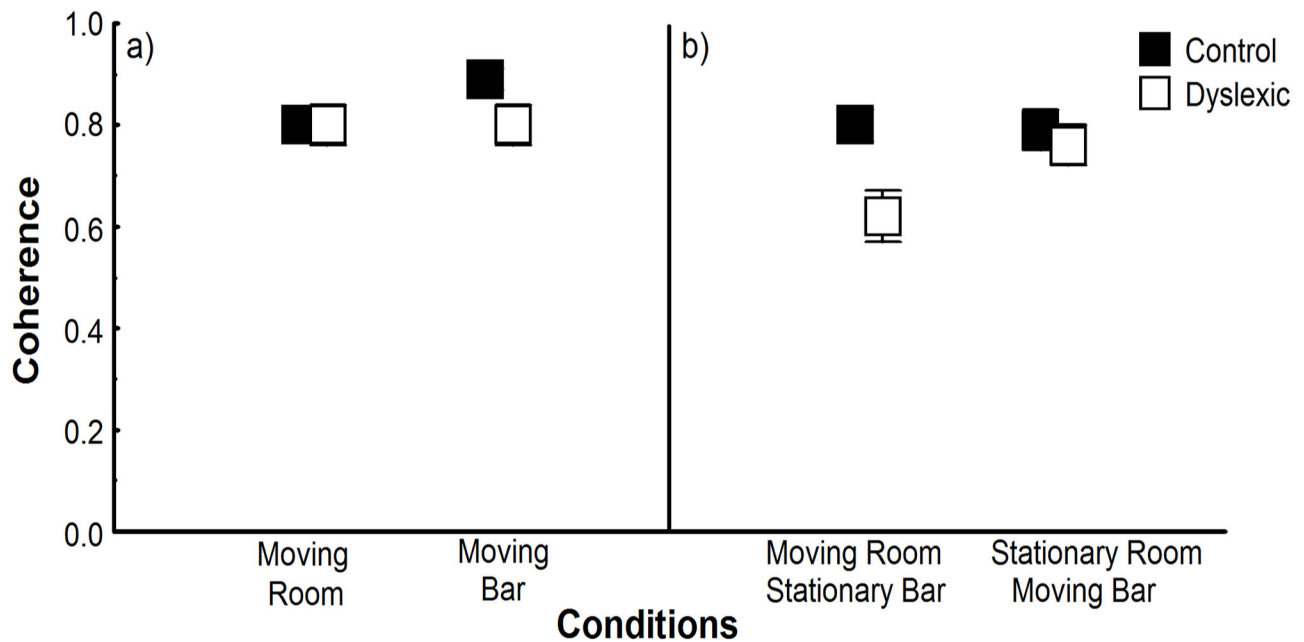 a)
b)
Control
Dyslexic
Coherence
1.0
0.8
0.6
0.4
0.2
0.0
Moving
Room
Moving
Bar
Moving Room
Stationary Bar
Stationary Room
Moving Bar
Conditions